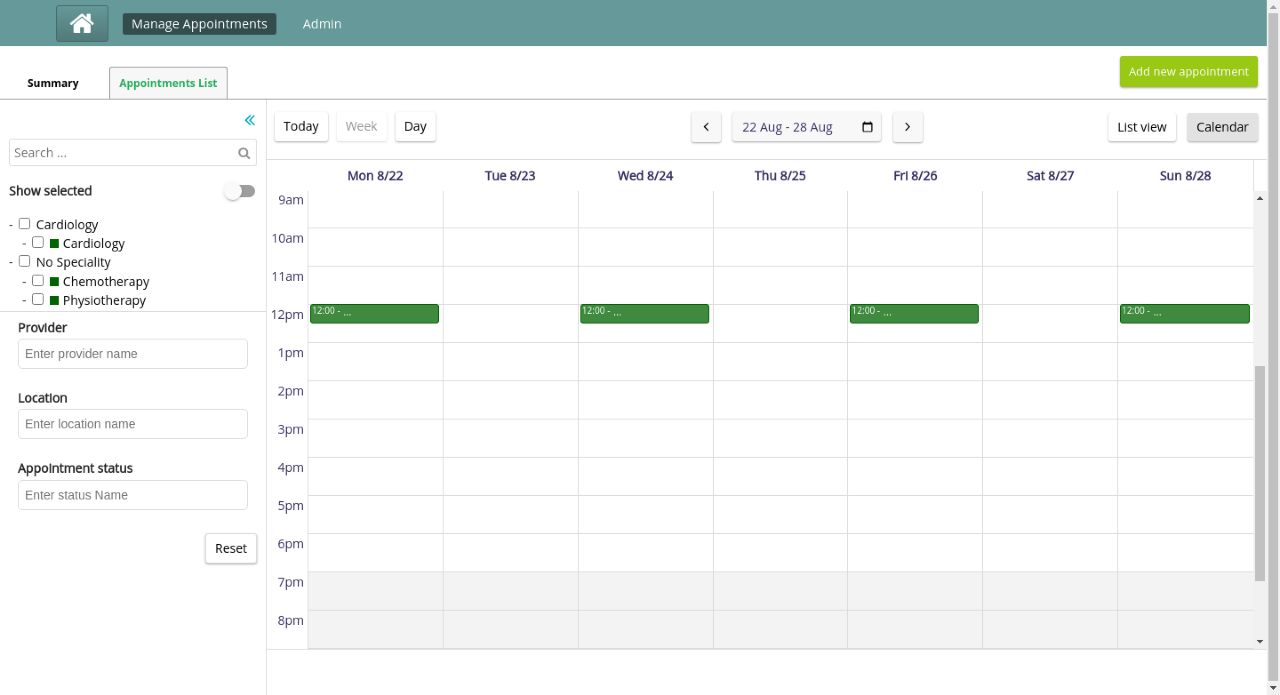 Manage Appointments
Admin
Summary
Appointments List
Add new appointment
Search ...
Show selected
- Cardiology
- Cardiology
- No Speciality
- Chemotherapy
- Physiotherapy
Provider
Enter provider name
Location
Enter location name
Appointment status
Enter status Name
Reset
Today
Week
Day
22 Aug - 28 Aug
List view
Calendar
Mon 8/22
Tue 8/23
Wed 8/24
Thu 8/25
Fri 8/26
Sat 8/27
Sun 8/28
9am
10am
11am
12pm
12:00 - ...
12:00 - ...
12:00 - ...
12:00 - ...
1pm
2pm
3pm
4pm
5pm
6pm
7pm
8pm